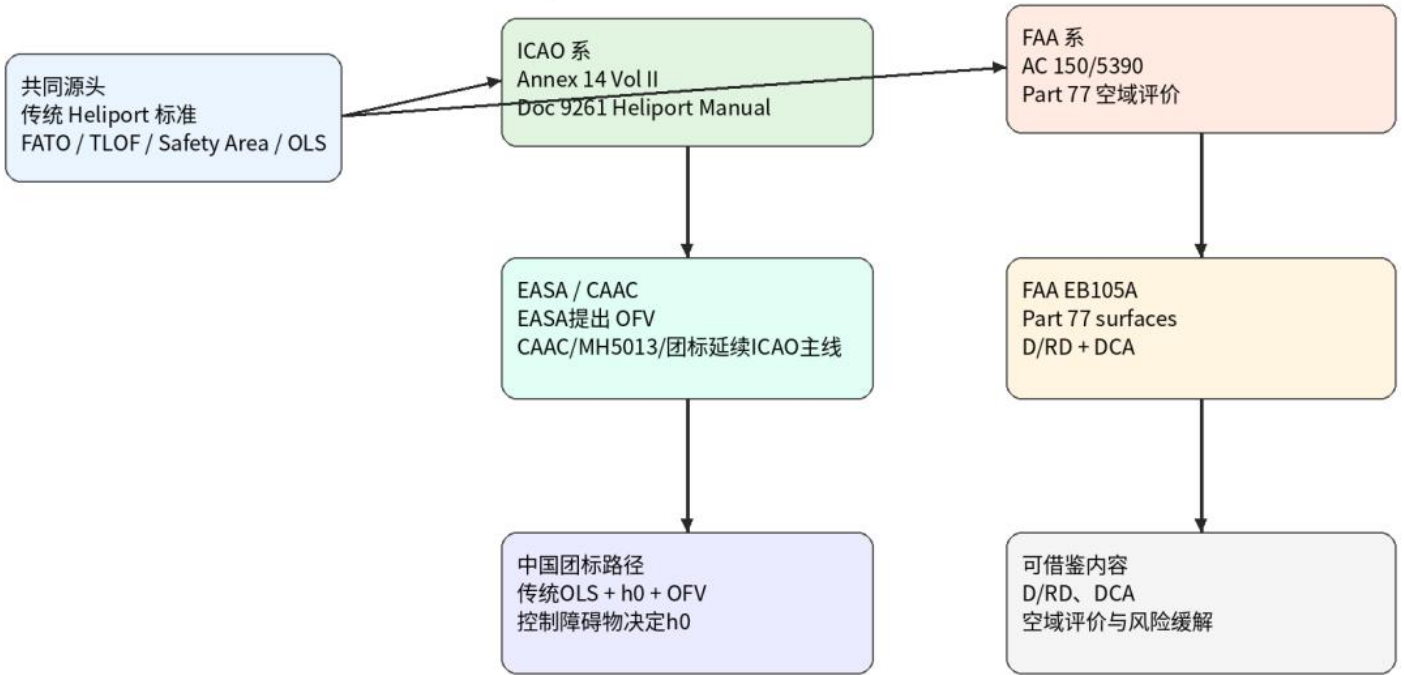 共同源头
传统 Heliport 标准
FATO / TLOF / Safety Area / OLS
ICAO 系
Annex 14 Vol II
Doc 9261 Heliport Manual
FAA 系
AC 150/5390
Part 77 空域评价
EASA / CAAC
EASA提出 OFV
CAAC/MH5013/团标延续ICAO主线
FAA EB105A
Part 77 surfaces
D/RD + DCA
中国团标路径
传统OLS + h0 + OFV
控制障碍物决定h0
可借鉴内容
D/RD、DCA
空域评价与风险缓解